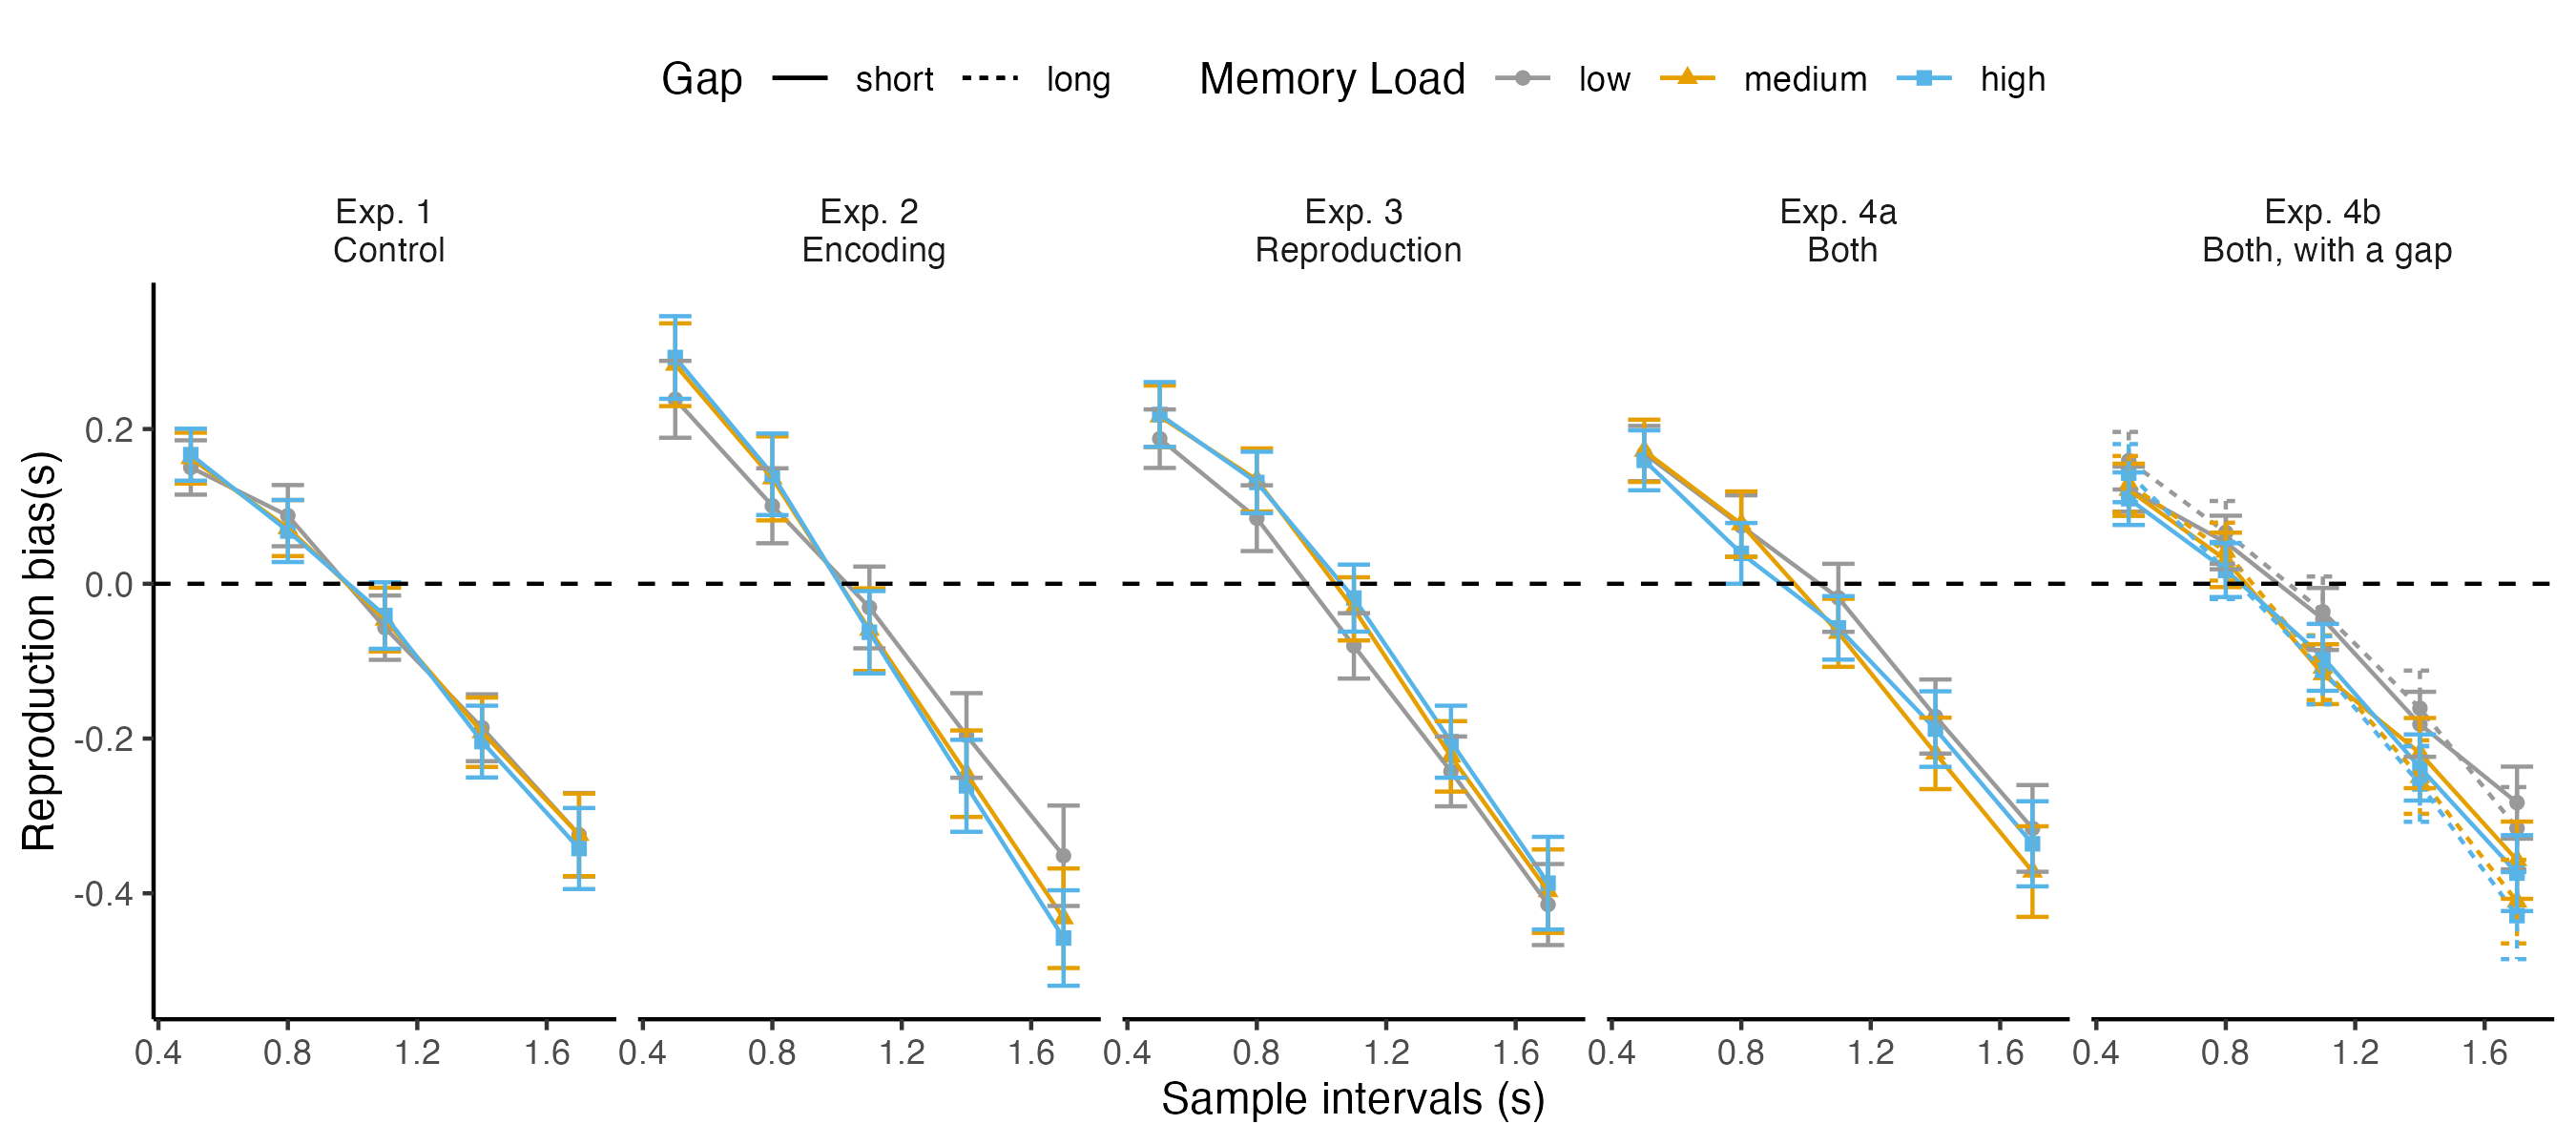 Gap short long Memory Load low medium high
Exp. 1 Exp. 2 Exp. 3 Exp. 4a Exp. 4b
Control Encoding Reproduction Both Both, with a gap
Reproduction bias(s)
0.2
0.0
-0.2
-0.4
0.4 0.8 1.2 1.6 0.4 0.8 1.2 1.6 0.4 0.8 1.2 1.6 0.4 0.8 1.2 1.6 0.4 0.8 1.2 1.6
Sample intervals (s)